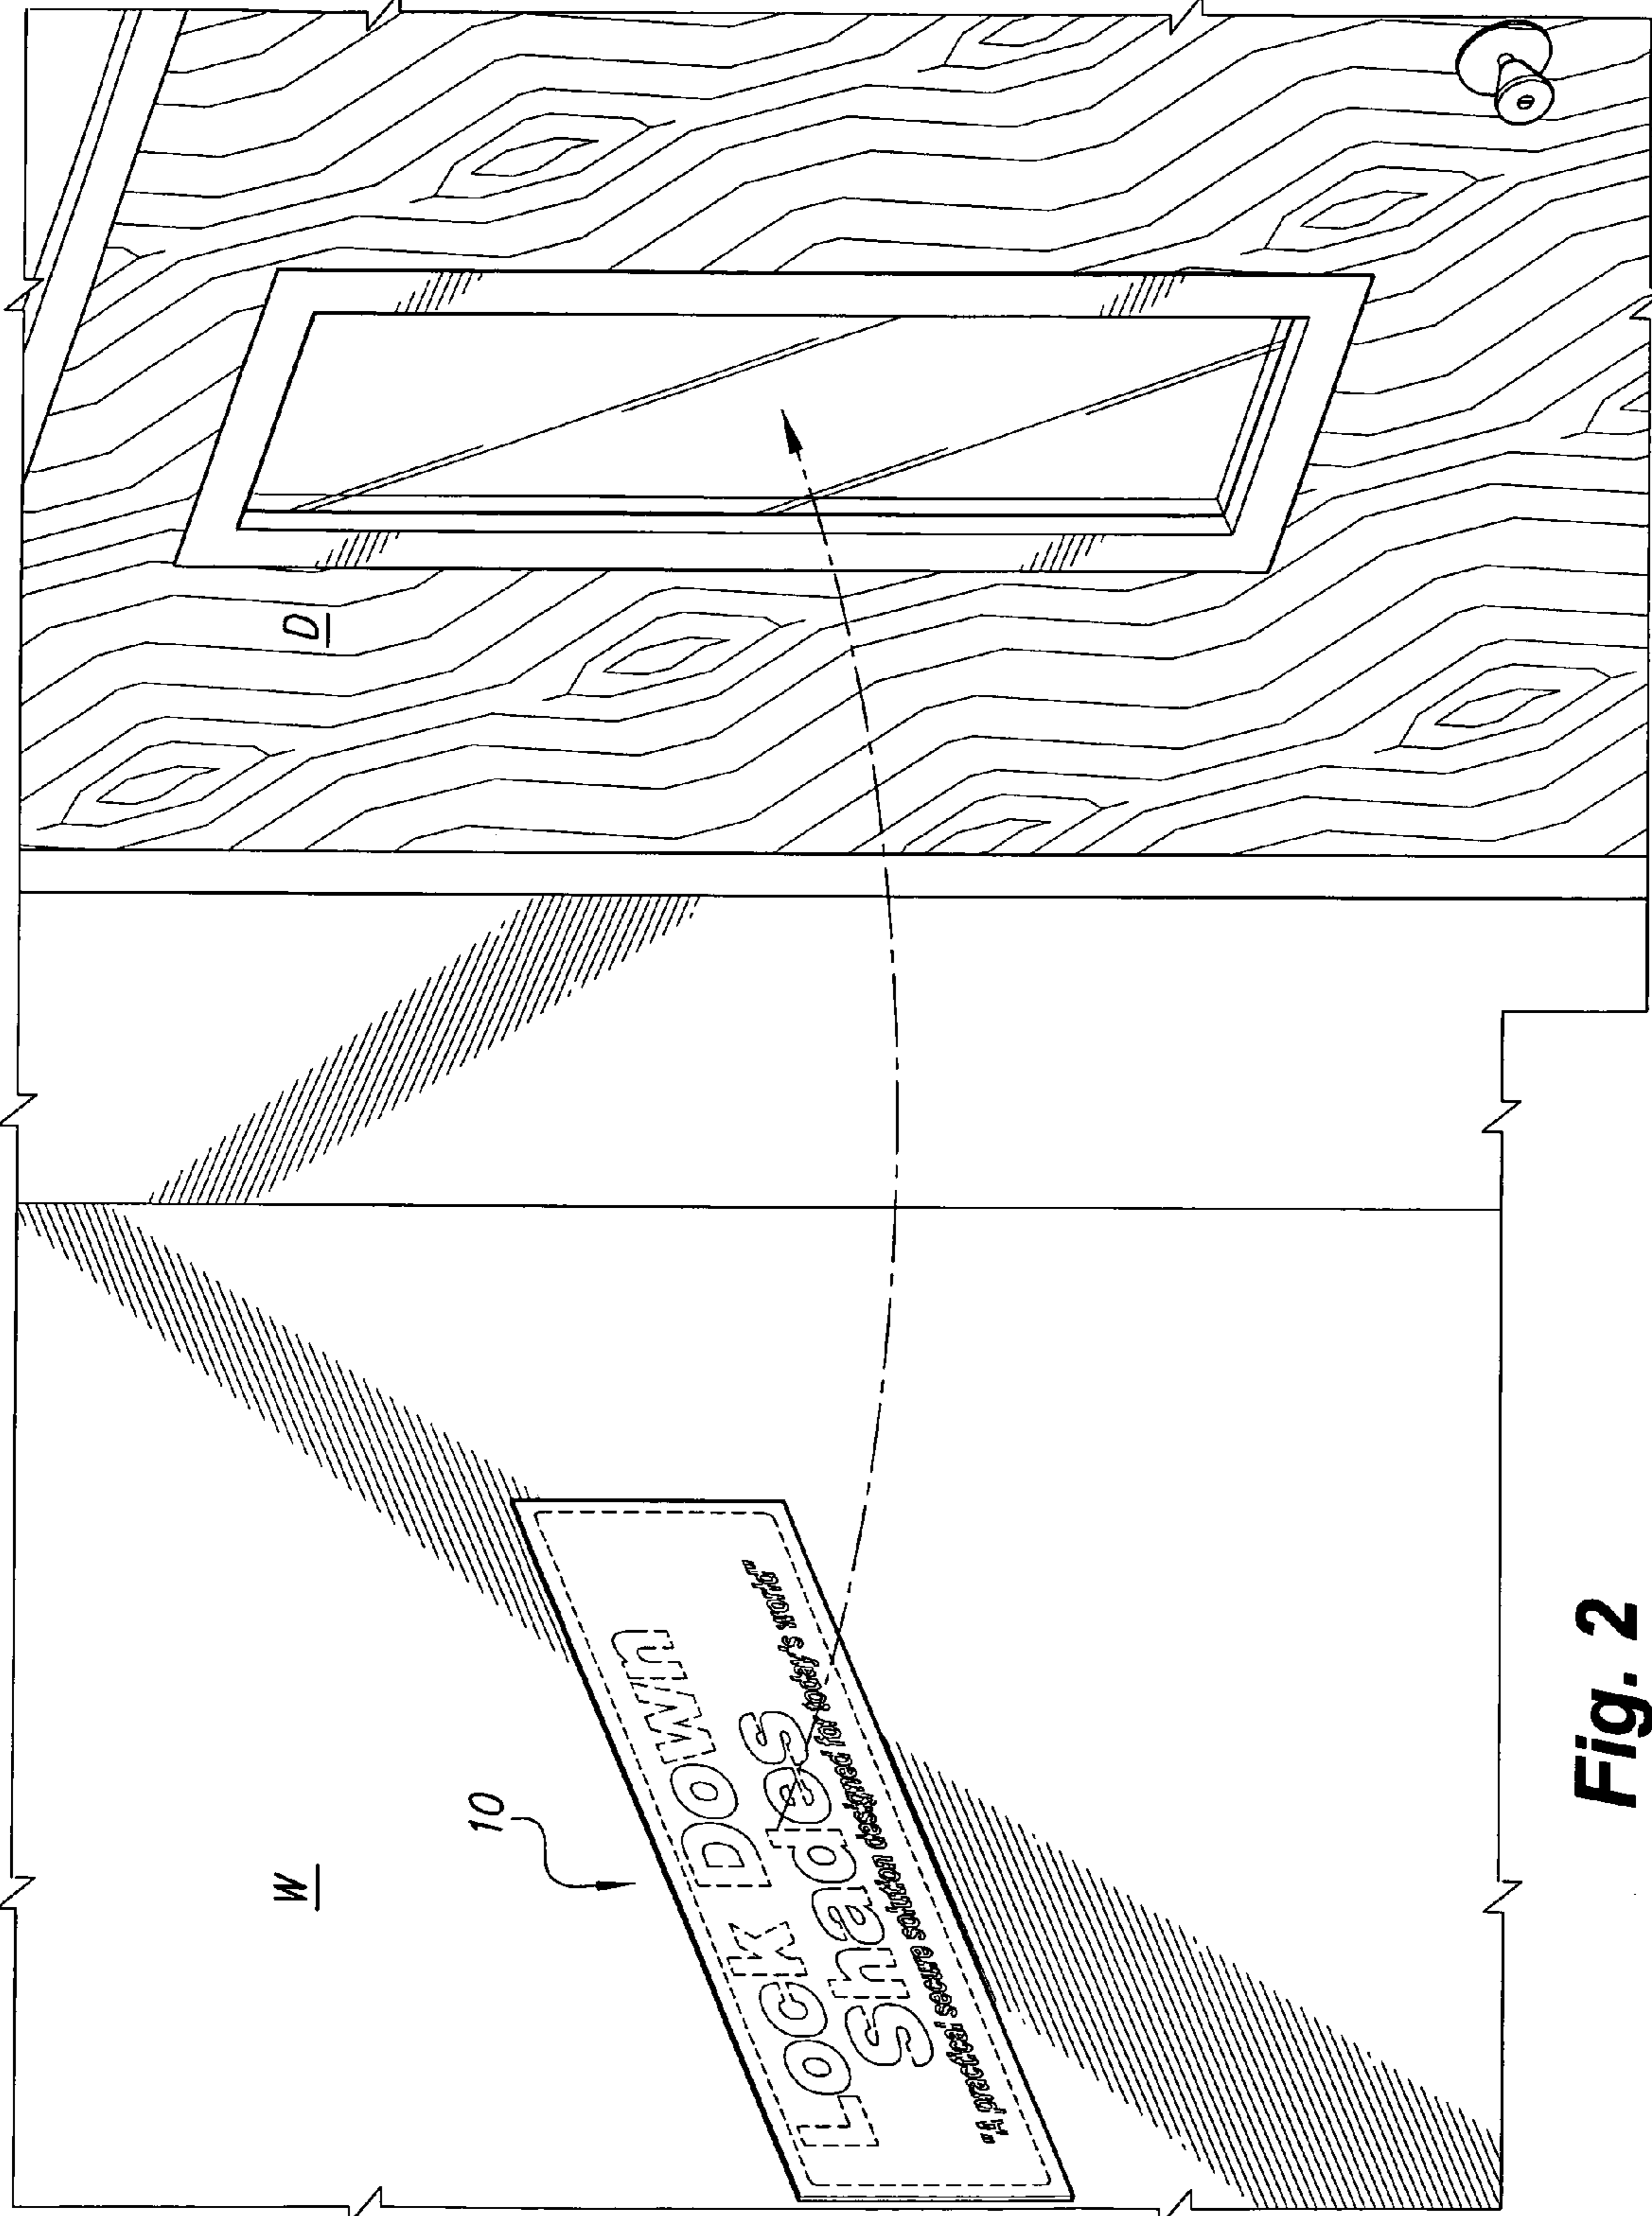 D
W
10
Lock Down
Shades
"A practical secure solution designed for today's world"
Fig. 2